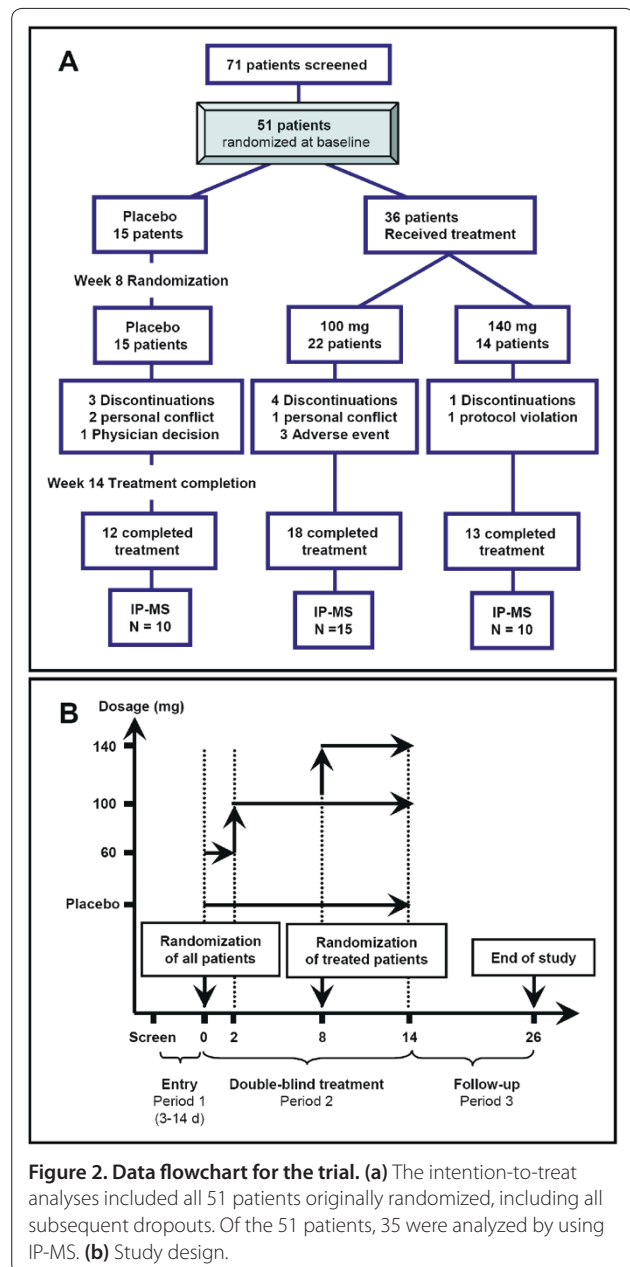 A
71 patients screened
51 patients
randomized at baseline
Placebo
15 patents
36 patients
Received treatment
Week 8 Randomization
Placebo
15 patients
100 mg
22 patients
140 mg
14 patients
3 Discontinuations
2 personal conflict
1 Physician decision
4 Discontinuations
1 personal conflict
3 Adverse event
1 Discontinuations
1 protocol violation
Week 14 Treatment completion
12 completed
treatment
18 completed
treatment
13 completed
treatment
IP-MS
N = 10
IP-MS
N =15
IP-MS
N = 10
B
Dosage (mg)
140
100
60
Placebo
Randomization
of all patients
Randomization
of treated patients
End of study
Screen 0 2 8 14 26
Entry
Period 1
(3-14 d)
Double-blind treatment
Period 2
Follow-up
Period 3
Figure 2. Data flowchart for the trial. (a) The intention-to-treat
analyses included all 51 patients originally randomized, including all
subsequent dropouts. Of the 51 patients, 35 were analyzed by using
IP-MS. (b) Study design.